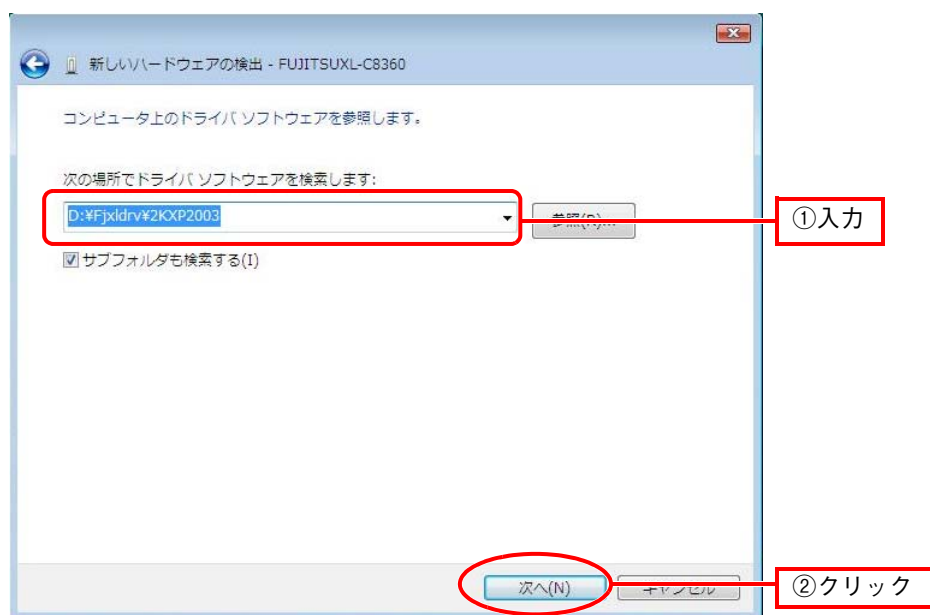 新しいハードウェアの検出 - FUJITSUXL-C8360
コンピュータ上のドライバ ソフトウェアを参照します。
次の場所でドライバ ソフトウェアを検索します:
D:¥Fjxldrv¥2KXP2003
参照(R)...
①入力
サブフォルダも検索する(I)
次へ(N)
キャンセル
②クリック